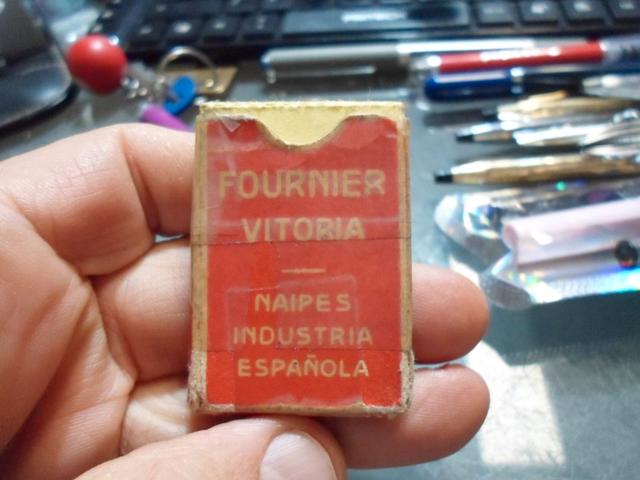 FOURNIER
VITORIA
NAIPES
INDUSTRIA
ESPAÑOLA